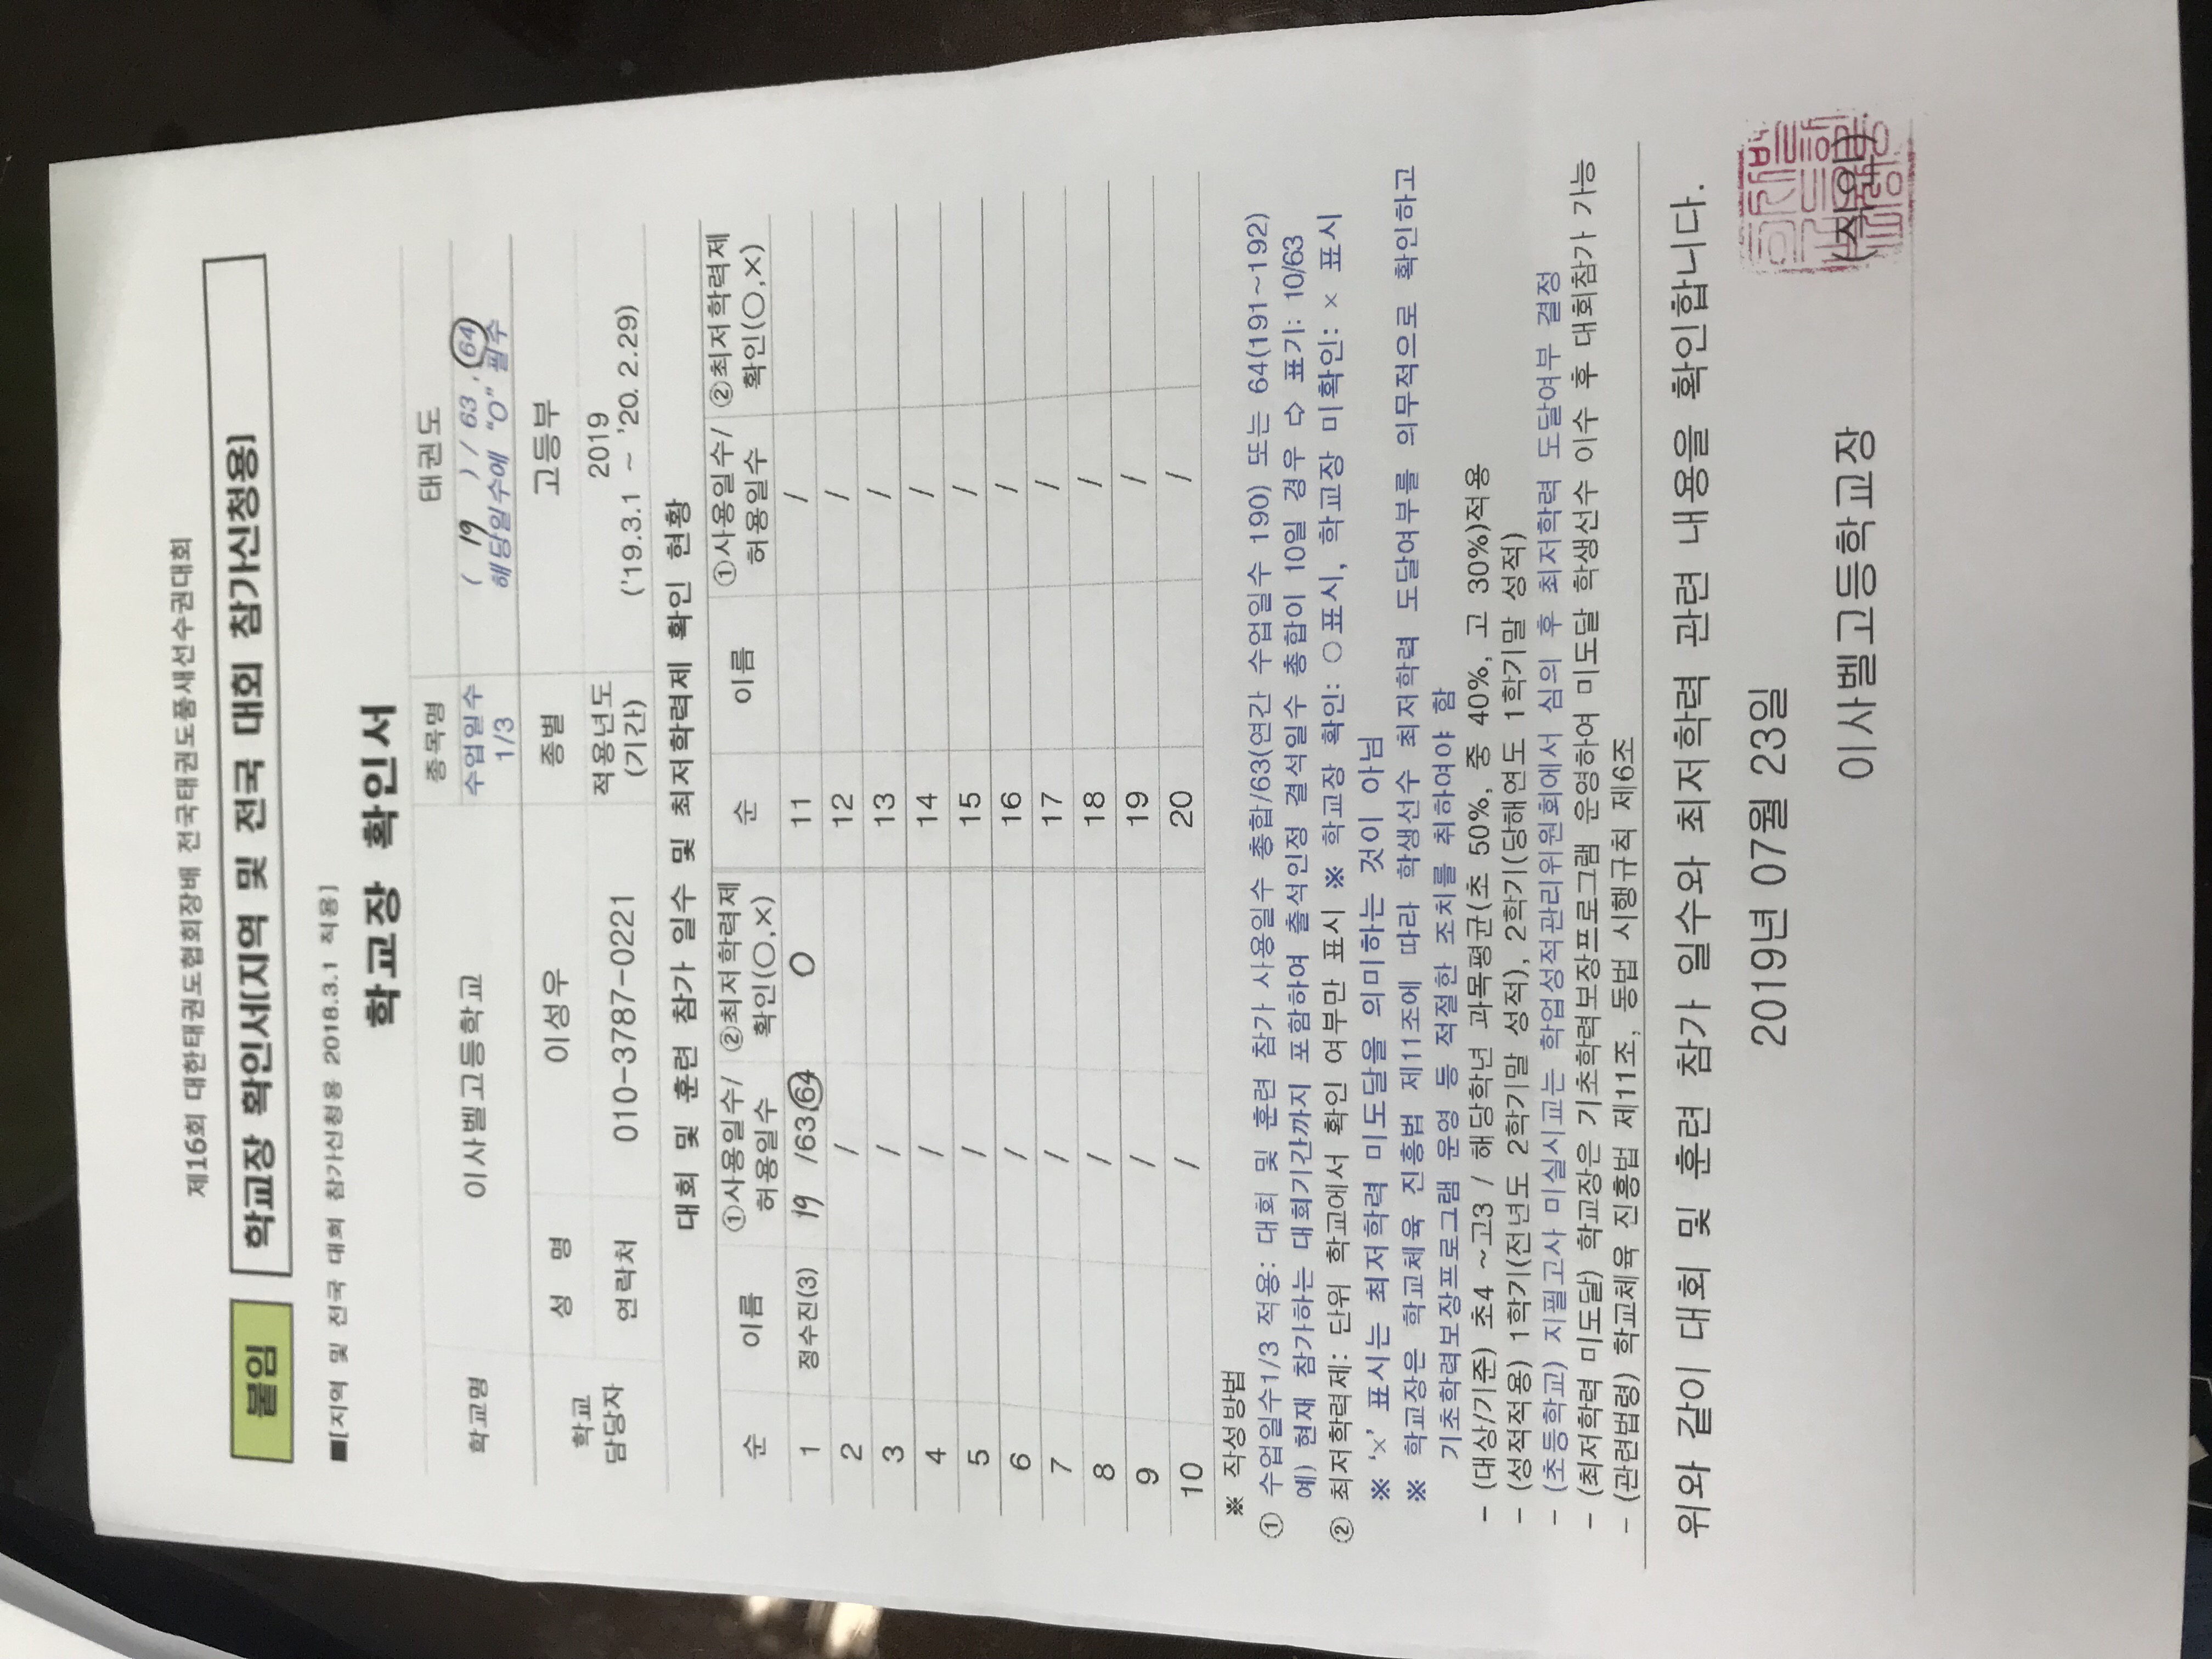 제16회 대한태권도협회장배 전국태권도품새선수권대회
붙임 학교장 확인서[지역 및 전국 대회 참가신청용]
■[지역 및 전국 대회 참가신청용 2018.3.1 적용]
학교장 확인서
학교명 이사벨고등학교 종목명 태권도
수업일수 1/3 ( 19 ) / 63 , 64
해당일수에 "O" 필수
학교 담당자 성 명 이성우 종별 고등부
연락처 010-3787-0221 적용년도 (기간) 2019
('19.3.1 ~ '20. 2.29)
대회 및 훈련 참가 일수 및 최저학력제 확인 현황
순 이름 ①사용일수/허용일수 ②최저학력제 확인(○,×) 순 이름 ①사용일수/허용일수 ②최저학력제 확인(○,×)
1 정수진(3) 19 /63 64 O 11 /
2 / 12 /
3 / 13 /
4 / 14 /
5 / 15 /
6 / 16 /
7 / 17 /
8 / 18 /
9 / 19 /
10 / 20 /
※ 작성방법
① 수업일수1/3 적용: 대회 및 훈련 참가 사용일수 총합/63(연간 수업일수 190) 또는 64(191~192)
예) 현재 참가하는 대회기간까지 포함하여 출석인정 결석일수 총합이 10일 경우 ⇨ 표기: 10/63
② 최저학력제: 단위 학교에서 확인 여부만 표시 ※ 학교장 확인: ○표시, 학교장 미확인: × 표시
※ '×' 표시는 최저학력 미도달을 의미하는 것이 아님
※ 학교장은 학교체육 진흥법 제11조에 따라 학생선수 최저학력 도달여부를 의무적으로 확인하고
기초학력보장프로그램 운영 등 적절한 조치를 취하여야 함
- (대상/기준) 초4 ~고3 / 해당학년 과목평균(초 50%, 중 40%, 고 30%)적용
- (성적적용) 1학기(전년도 2학기말 성적), 2학기(당해연도 1학기말 성적)
- (초등학교) 지필고사 미실시교는 학업성적관리위원회에서 심의 후 최저학력 도달여부 결정
- (최저학력 미도달) 학교장은 기초학력보장프로그램 운영하여 미도달 학생선수 이수 후 대회참가 가능
- (관련법령) 학교체육 진흥법 제11조, 동법 시행규칙 제6조
위와 같이 대회 및 훈련 참가 일수와 최저학력 관련 내용을 확인합니다.
2019년 07월 23일
이사벨고등학교장 (직인)